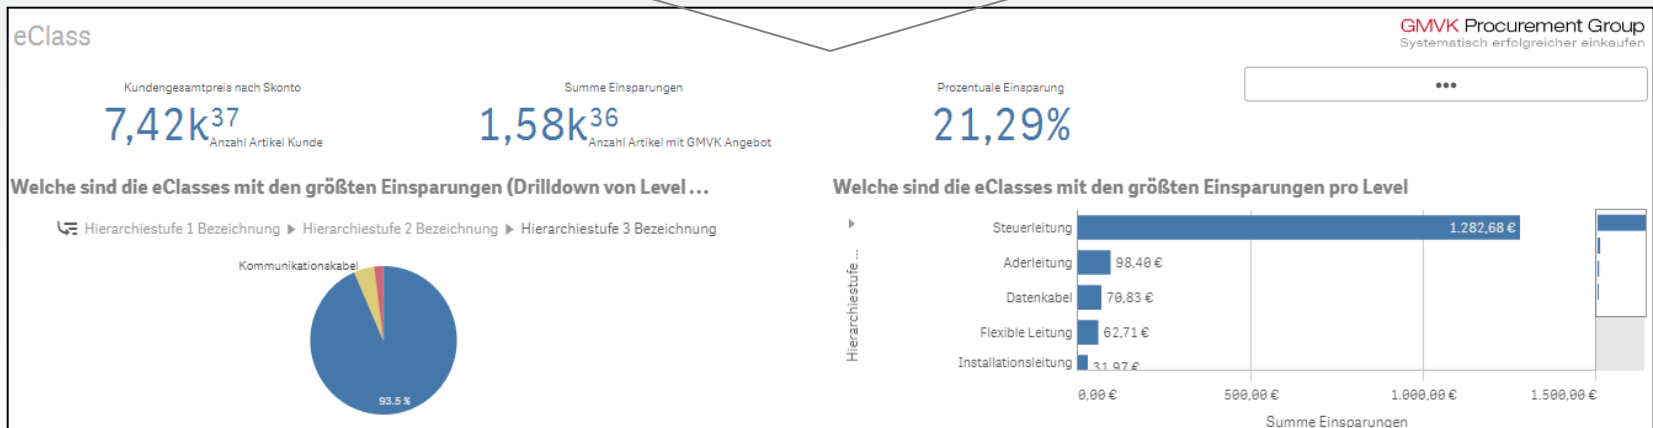 eClass
GMVK Procurement Group
Systematisch erfolgreicher einkaufen
•••
Kundengesamtpreis nach Skonto
7,42k 37
Anzahl Artikel Kunde
Summe Einsparungen
1,58k 36
Anzahl Artikel mit GMVK Angebot
Prozentuale Einsparung
21,29%
Welche sind die eClasses mit den größten Einsparungen (Drilldown von Level ...
Hierarchiestufe 1 Bezeichnung ▶ Hierarchiestufe 2 Bezeichnung ▶ Hierarchiestufe 3 Bezeichnung
Kommunikationskabel
93.5 %
Welche sind die eClasses mit den größten Einsparungen pro Level
Hierarchiestufe ...
Steuerleitung 1.282,68 €
Aderleitung 98,40 €
Datenkabel 70,83 €
Flexible Leitung 62,71 €
Installationsleitung 31,97 €
0,00 € 500,00 € 1.000,00 € 1.500,00 €
Summe Einsparungen